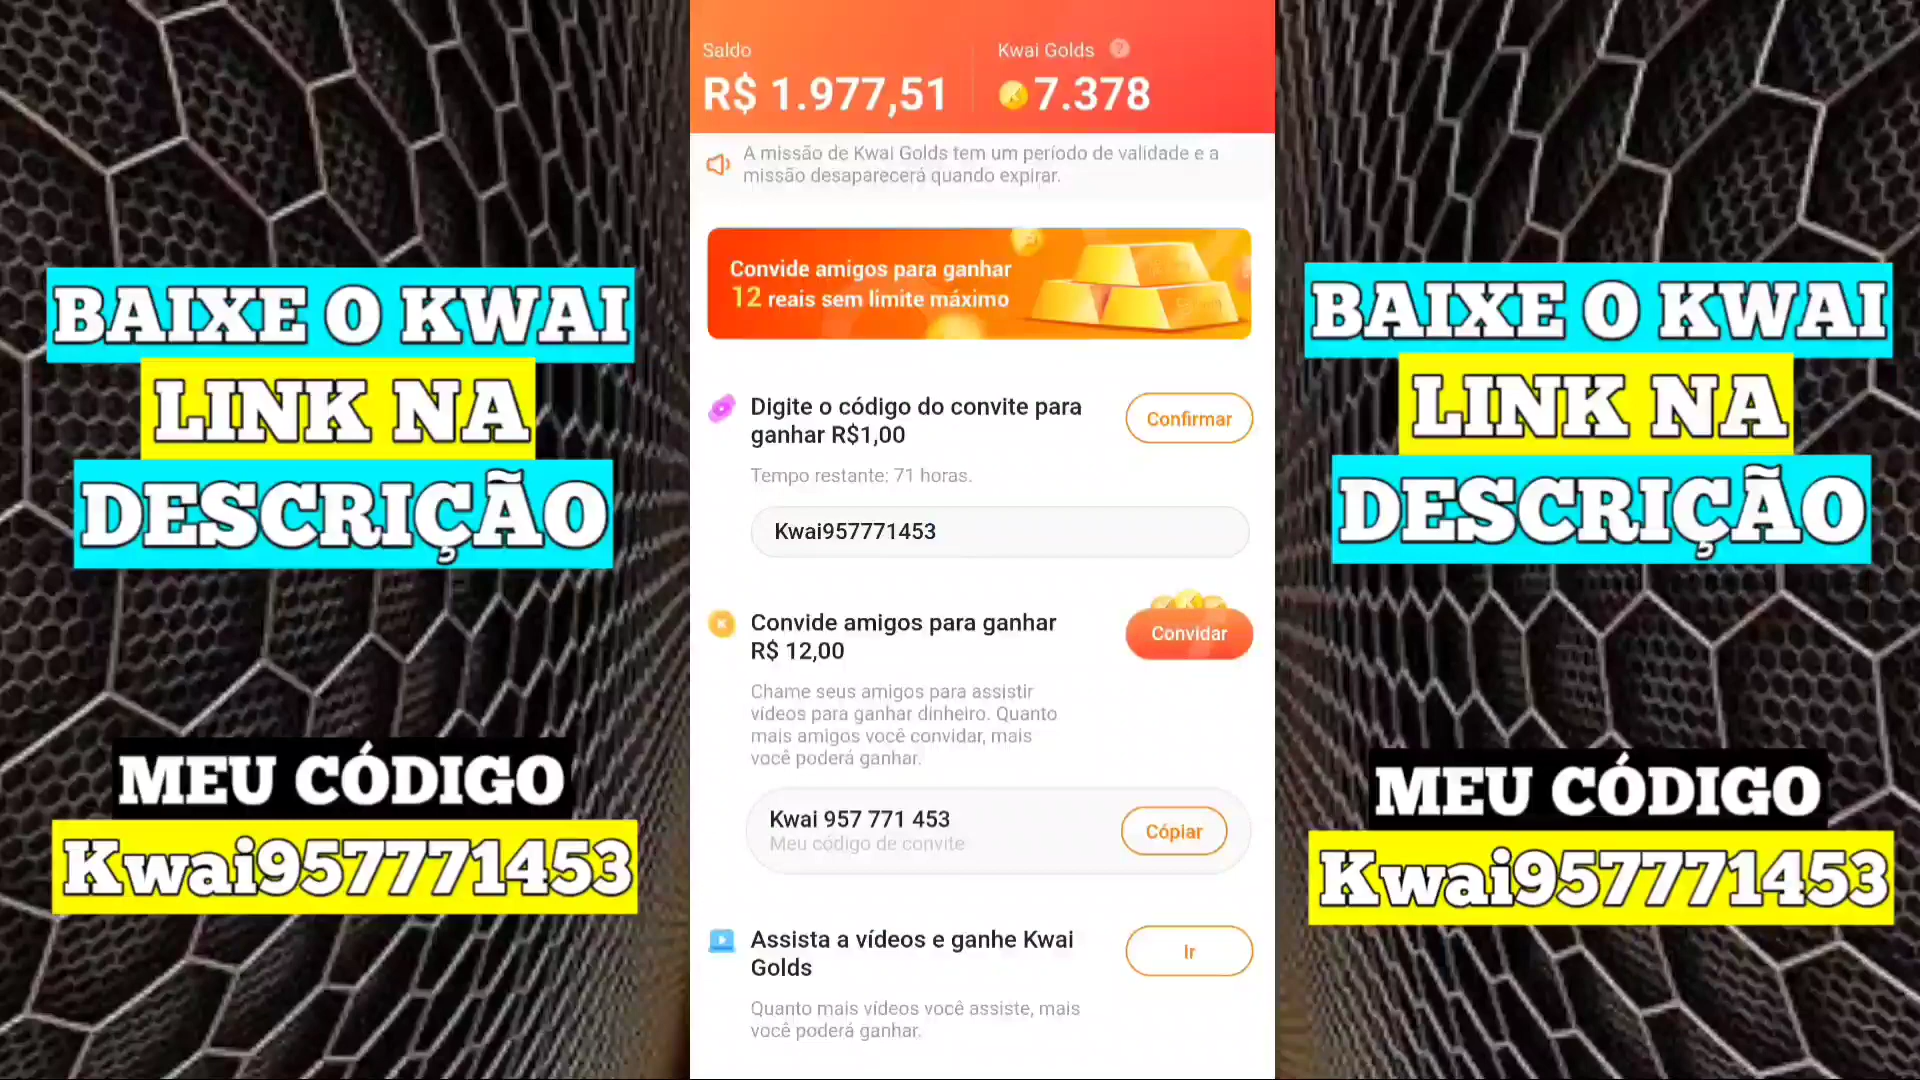 BAIXE O KWAI
LINK NA
DESCRIÇÃO
MEU CÓDIGO
Kwai957771453
Saldo
R$ 1.977,51
Kwai Golds ?
7.378
A missão de Kwai Golds tem um período de validade e a
missão desaparecerá quando expirar.
Convide amigos para ganhar
12 reais sem limite máximo
Digite o código do convite para
ganhar R$1,00
Confirmar
Tempo restante: 71 horas.
Kwai957771453
Convide amigos para ganhar
R$ 12,00
Convidar
Chame seus amigos para assistir
vídeos para ganhar dinheiro. Quanto
mais amigos você convidar, mais
você poderá ganhar.
Kwai 957 771 453
Meu código de convite
Cópiar
Assista a vídeos e ganhe Kwai
Golds
Ir
Quanto mais vídeos você assiste, mais
você poderá ganhar.
BAIXE O KWAI
LINK NA
DESCRIÇÃO
MEU CÓDIGO
Kwai957771453